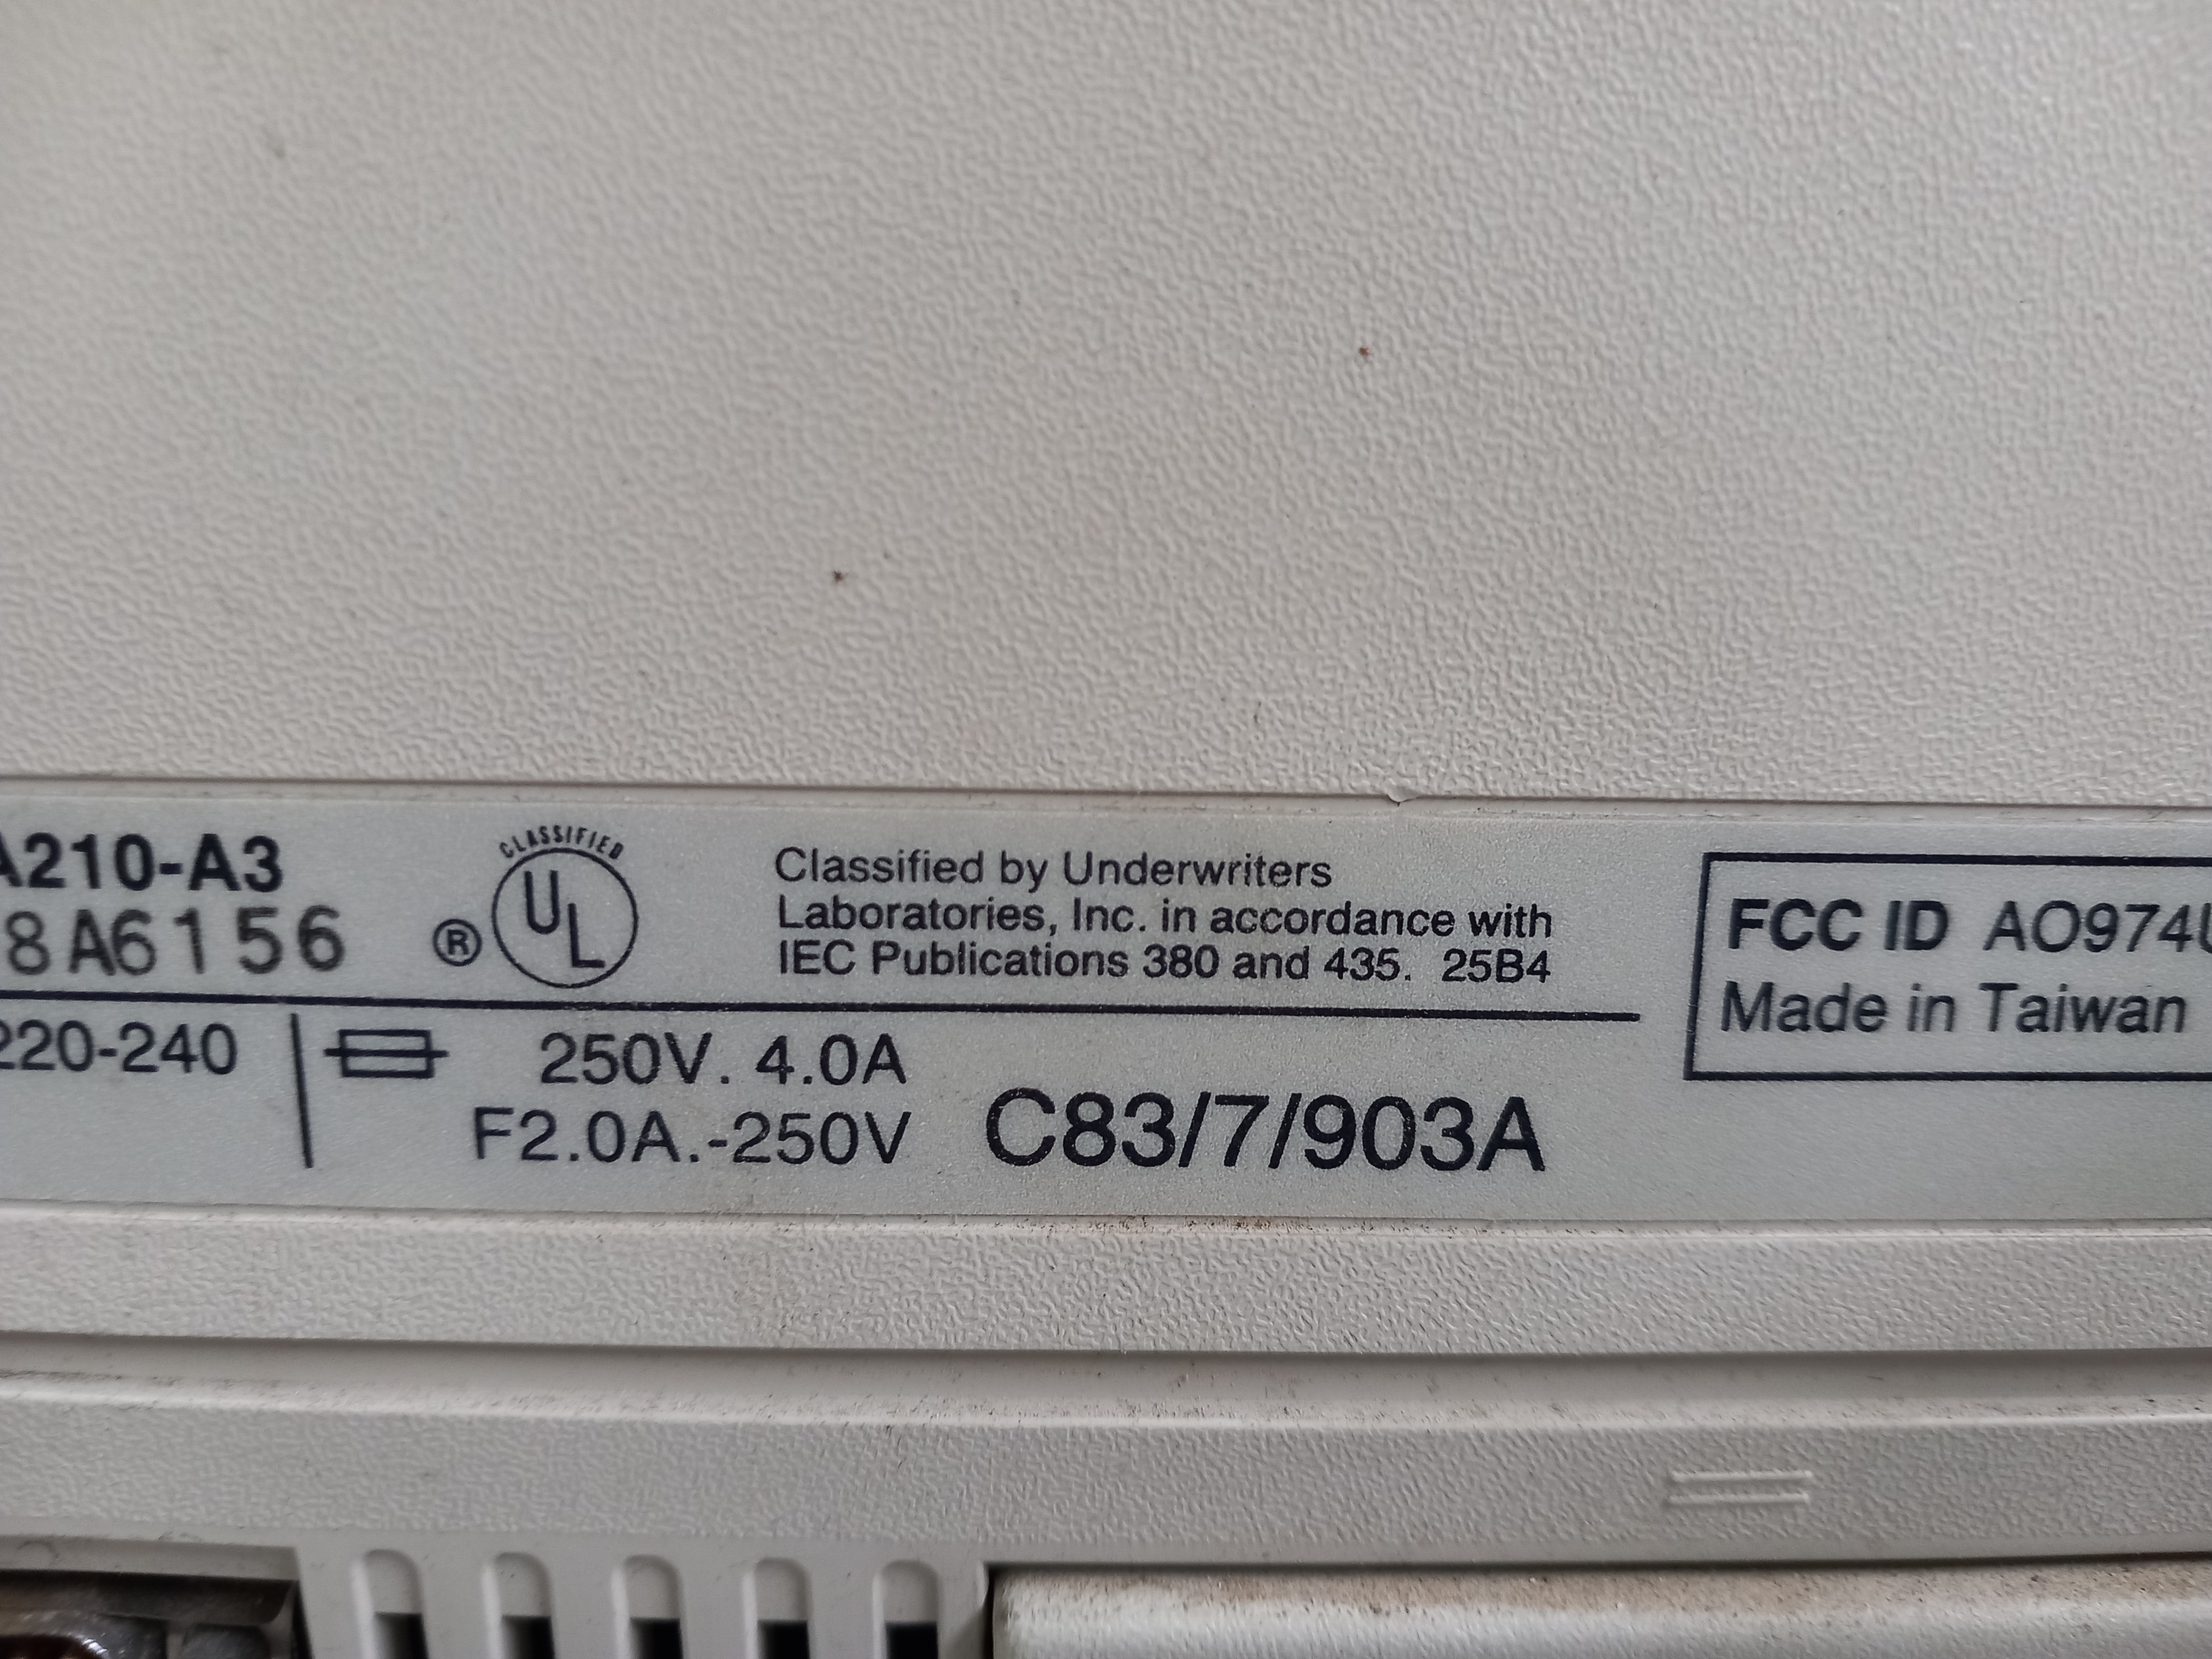 A210-A3
8A6156
CLASSIFIED
® UL
Classified by Underwriters
Laboratories, Inc. in accordance with
IEC Publications 380 and 435. 25B4
220-240
250V. 4.0A
F2.0A.-250V
C83/7/903A
FCC ID AO974
Made in Taiwan